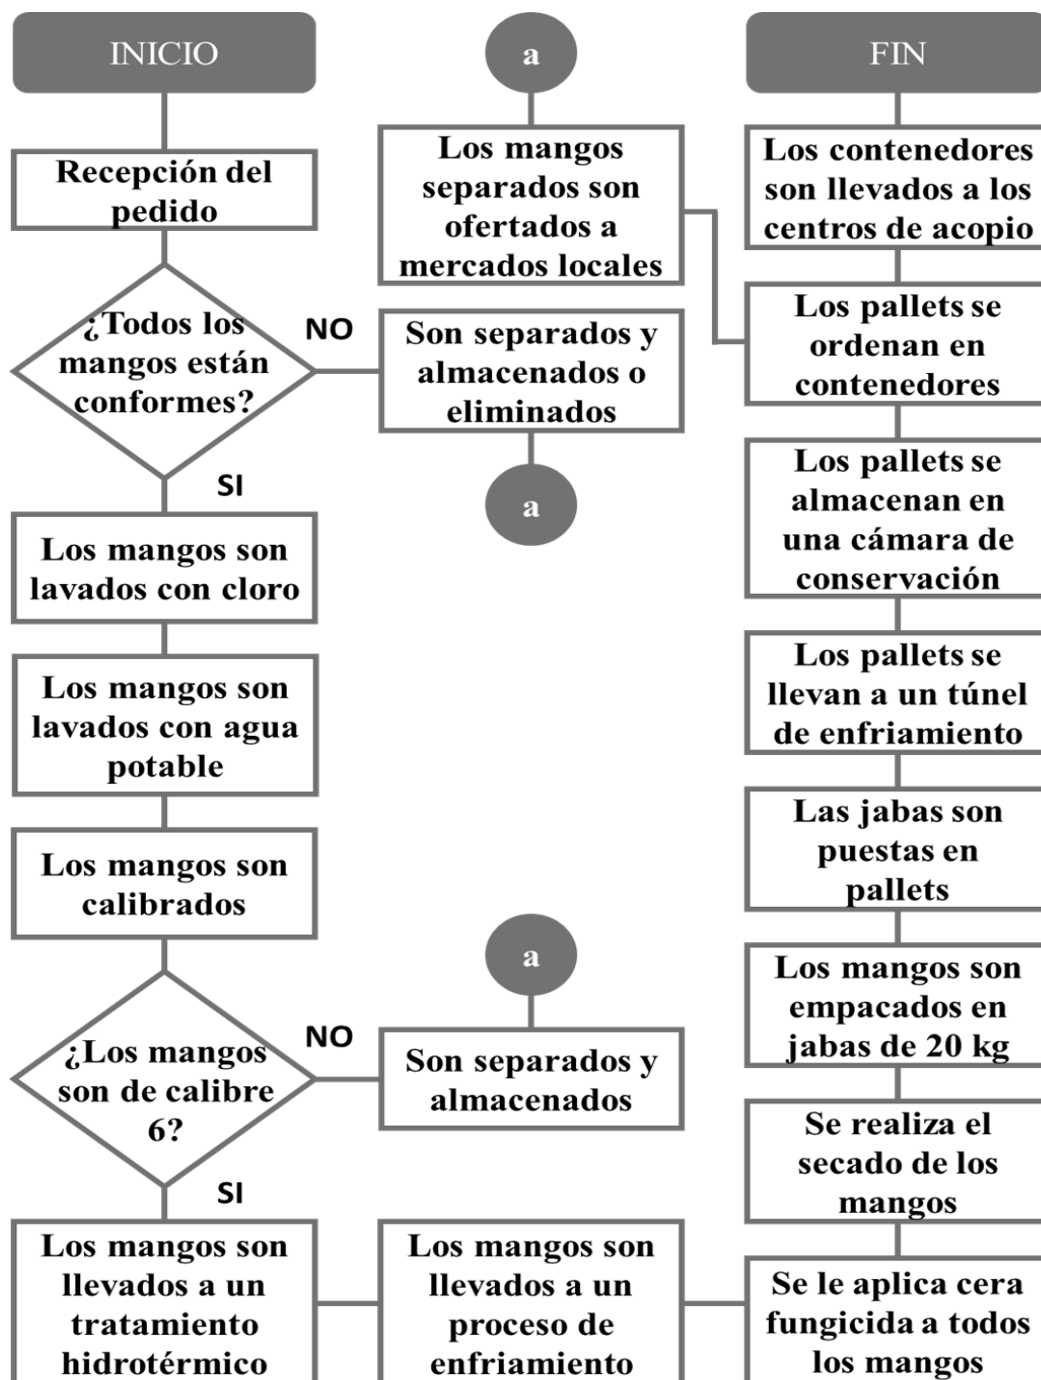 INICIO
Recepción del
pedido
¿Todos los
mangos están
conformes?
NO
SI
Son separados y
almacenados o
eliminados
a
a
Los mangos
separados son
ofertados a
mercados locales
Los mangos son
lavados con cloro
Los mangos son
lavados con agua
potable
Los mangos son
calibrados
¿Los mangos
son de calibre
6?
NO
SI
a
Son separados y
almacenados
Los mangos son
llevados a un
tratamiento
hidrotérmico
Los mangos son
llevados a un
proceso de
enfriamiento
Se le aplica cera
fungicida a todos
los mangos
Se realiza el
secado de los
mangos
Los mangos son
empacados en
jabas de 20 kg
Las jabas son
puestas en
pallets
Los pallets se
llevan a un túnel
de enfriamiento
Los pallets se
almacenan en
una cámara de
conservación
Los pallets se
ordenan en
contenedores
Los contenedores
son llevados a los
centros de acopio
FIN